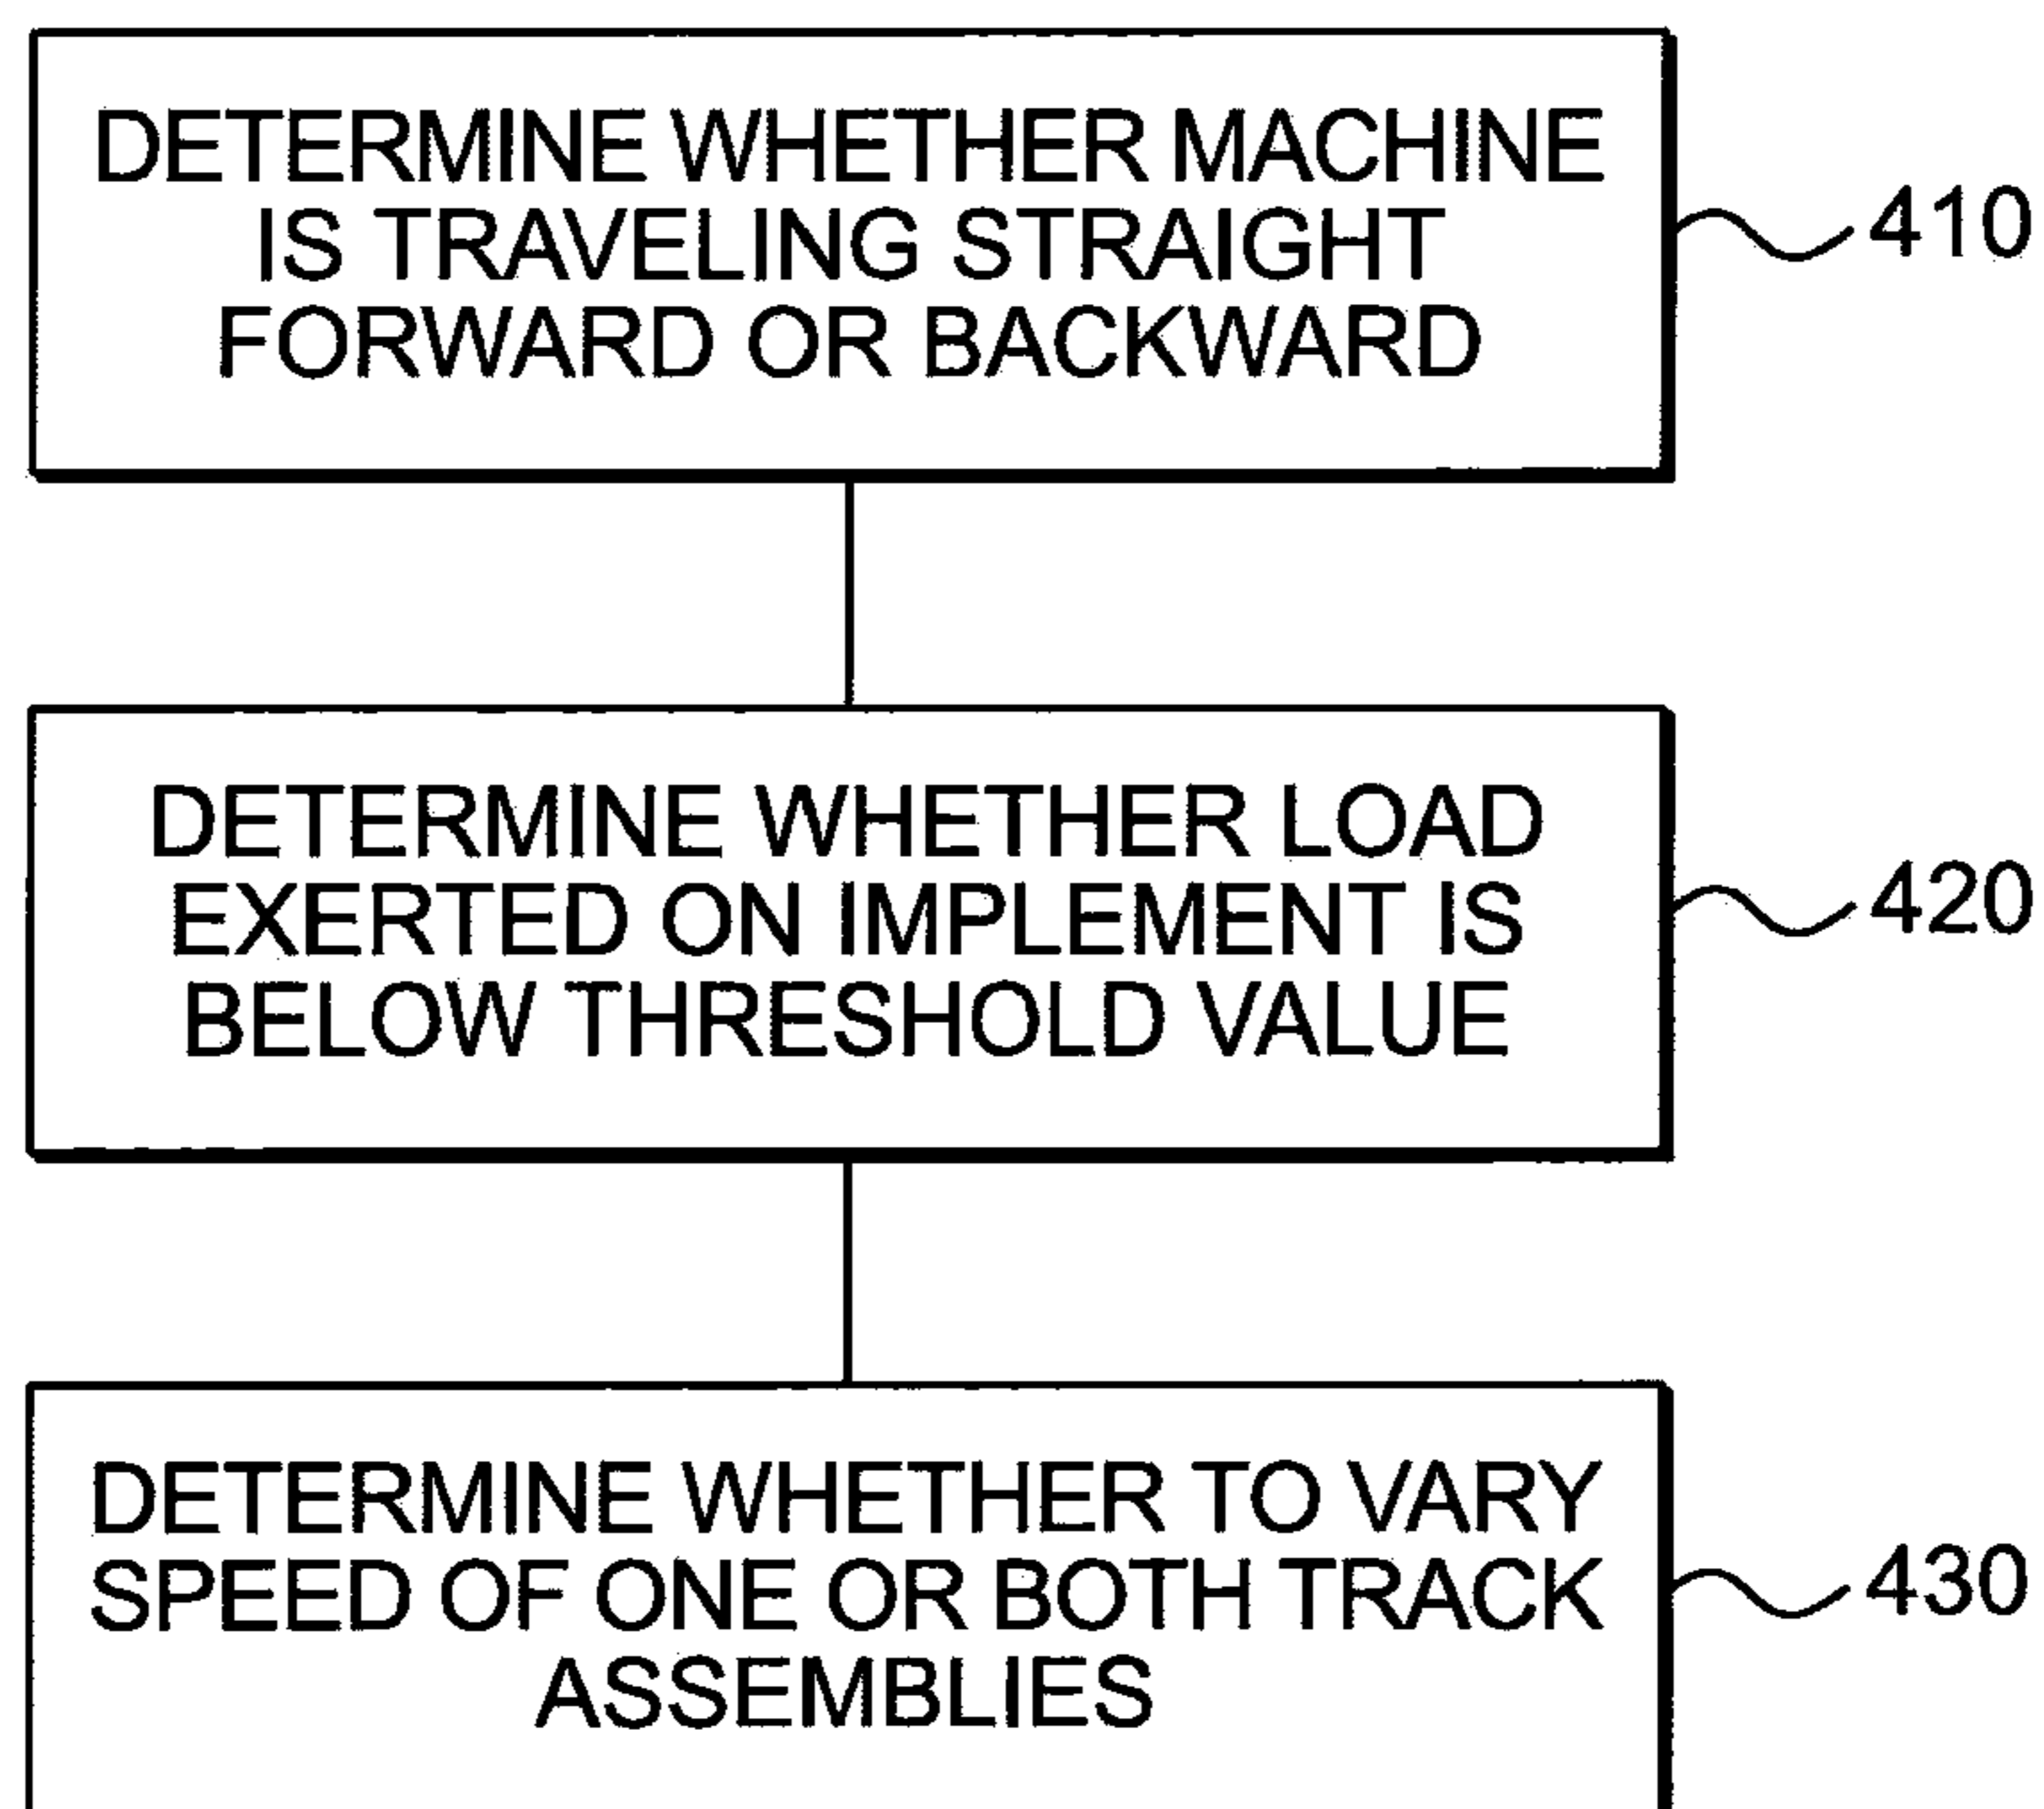 DETERMINE WHETHER MACHINE
IS TRAVELING STRAIGHT
FORWARD OR BACKWARD
410
DETERMINE WHETHER LOAD
EXERTED ON IMPLEMENT IS
BELOW THRESHOLD VALUE
420
DETERMINE WHETHER TO VARY
SPEED OF ONE OR BOTH TRACK
ASSEMBLIES
430